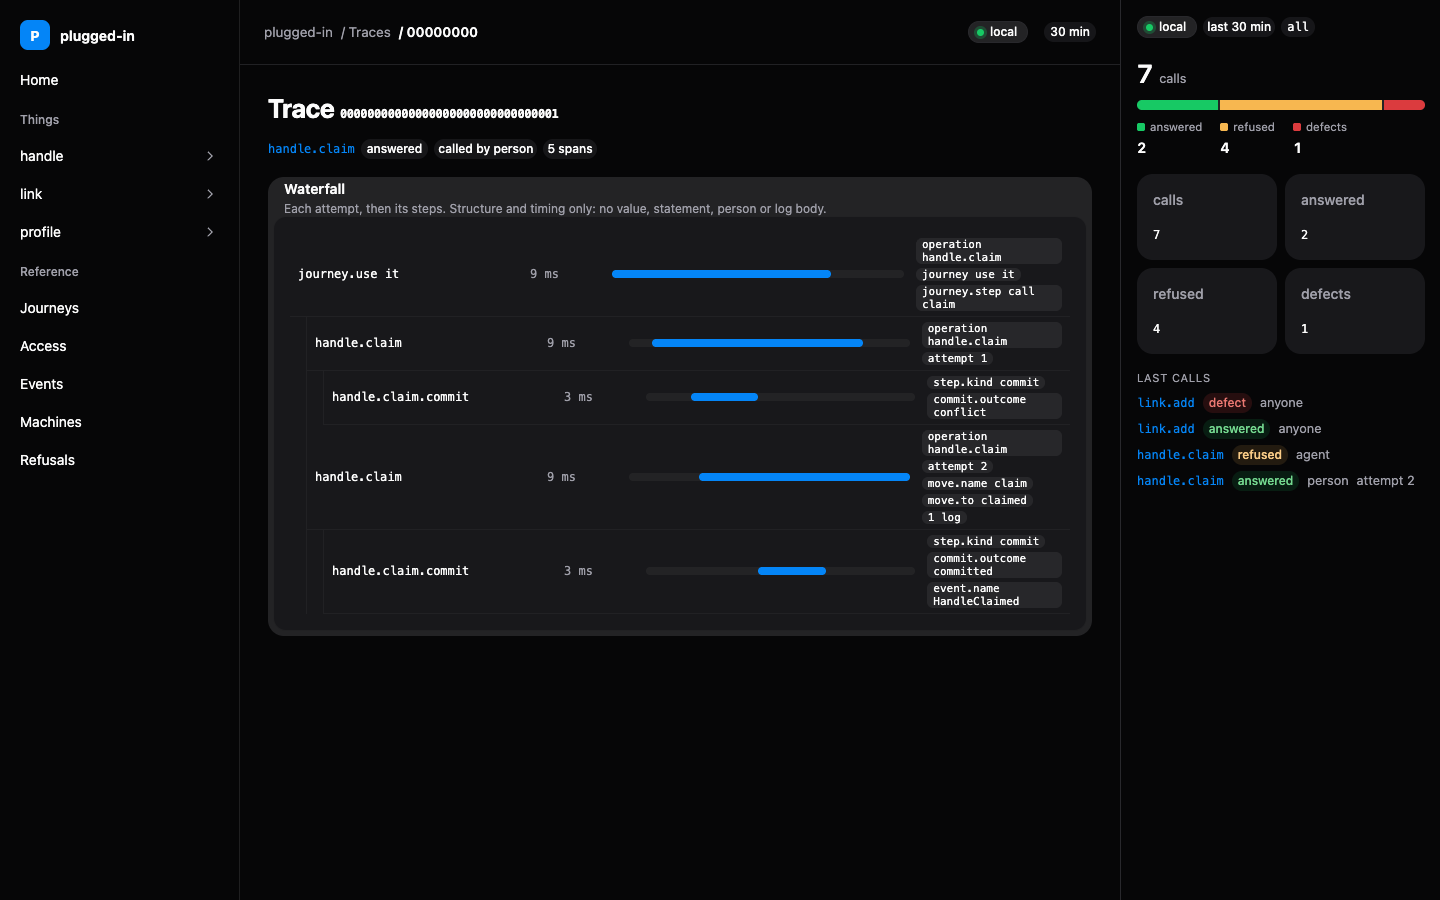 P plugged-in
Home
Things
handle
link
profile
Reference
Journeys
Access
Events
Machines
Refusals
plugged-in / Traces / 00000000
local
30 min
Trace 00000000000000000000000000000001
handle.claim answered called by person 5 spans
Waterfall
Each attempt, then its steps. Structure and timing only: no value, statement, person or log body.
journey.use it 9 ms
operation
handle.claim
journey use it
journey.step call
claim
handle.claim 9 ms
operation
handle.claim
attempt 1
handle.claim.commit 3 ms
step.kind commit
commit.outcome
conflict
handle.claim 9 ms
operation
handle.claim
attempt 2
move.name claim
move.to claimed
1 log
handle.claim.commit 3 ms
step.kind commit
commit.outcome
committed
event.name
HandleClaimed
local last 30 min all
7 calls
answered refused defects
2 4 1
calls
7
answered
2
refused
4
defects
1
LAST CALLS
link.add defect anyone
link.add answered anyone
handle.claim refused agent
handle.claim answered person attempt 2